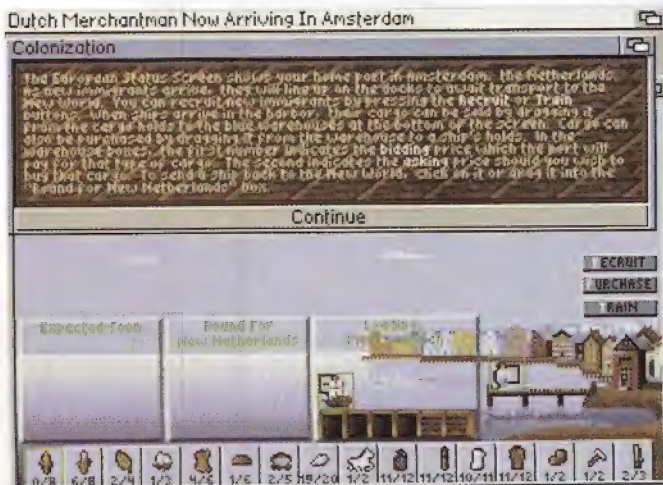 Dutch Merchantman Now Arriving In Amsterdam
Colonization
The European Status Screen shows your home port in Amsterdam, the Netherlands.
As new immigrants arrive, they will line up on the docks to await transport to the
New World. You can recruit new immigrants by pressing the Recruit or Train
buttons. When ships arrive in the harbor, their cargo can be sold by dragging it
from the cargo holds to the blue warehouses at the bottom of the screen. Cargo can
also be purchased by dragging it from the warehouse to a ship's holds. In the
warehouse boxes, the first number indicates the bidding price which the port will
pay for that type of cargo. The second indicates the asking price should you wish to
buy that cargo. To send a ship back to the New World, click on it or drag it into the
"Bound For New Netherlands" box.
Continue
ECRUIT
URCHASE
RAIN
Expected Soon
Bound For
New Netherlands
0/8 6/8 2/4 1/3 4/6 1/6 2/5 19/20 1/2 11/12 11/12 10/11 11/12 1/2 1/2 2/3